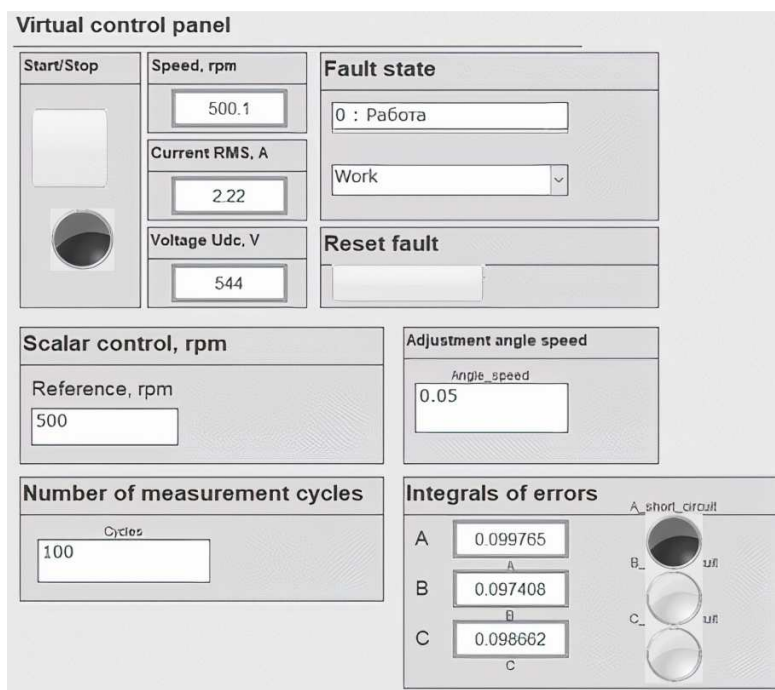 Virtual control panel
Start/Stop
Speed, rpm
500.1
Current RMS, A
2.22
Voltage Udc, V
544
Fault state
0 : Работа
Work
Reset fault
Scalar control, rpm
Reference, rpm
500
Adjustment angle speed
Angle_speed
0.05
Number of measurement cycles
Cycles
100
Integrals of errors
A_short_circuit
A
0.099765
A
B_
B
0.097408
B
C_
C
0.098662
C